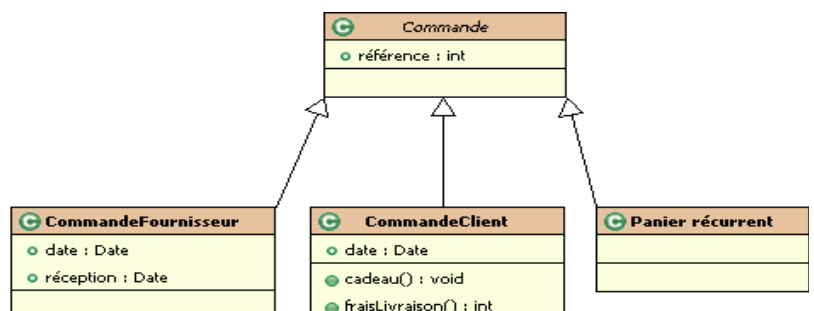 Commande
référence : int
CommandeFournisseur
date : Date
réception : Date
CommandeClient
date : Date
cadeau() : void
fraisLivraison() : int
Panier récurrent